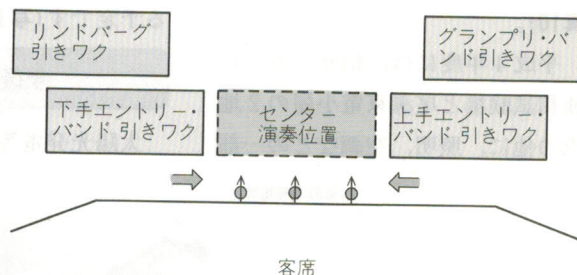 リンドバーグ
引きワク
グランプリ・バ
ンド引きワク
下手エントリー・
バンド 引きワク
センター
演奏位置
上手エントリー・
バンド 引きワク
客席